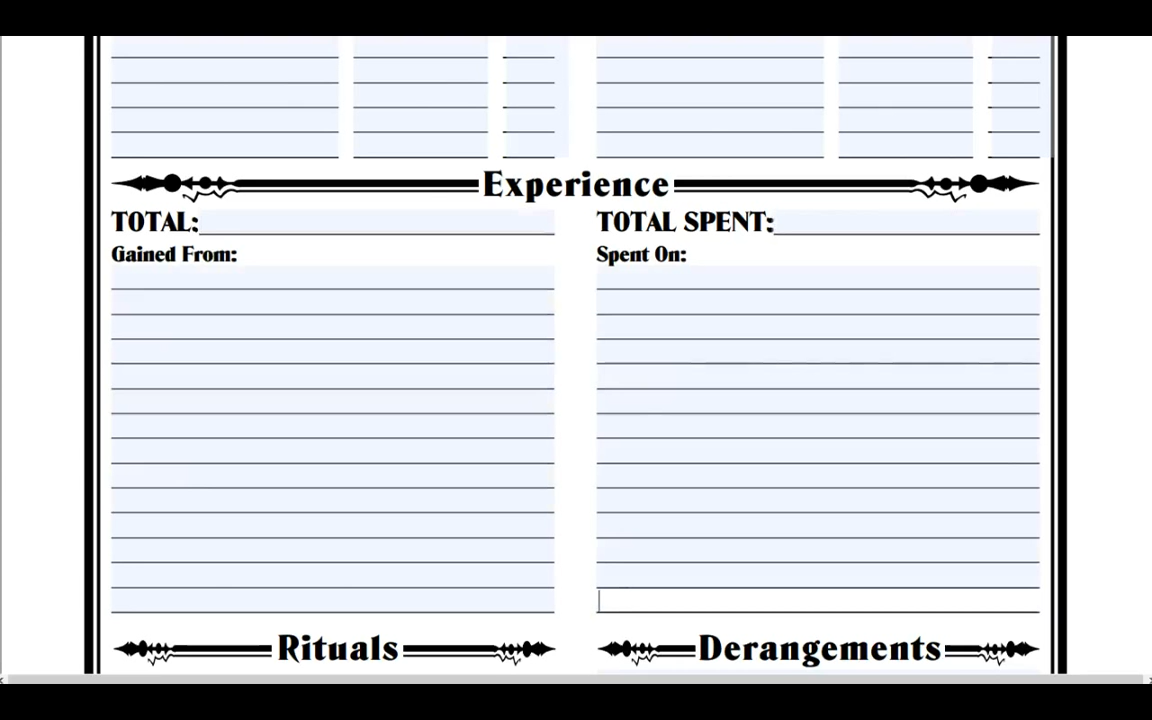 Experience
TOTAL:
TOTAL SPENT:
Gained From:
Spent On:
Rituals
Derangements